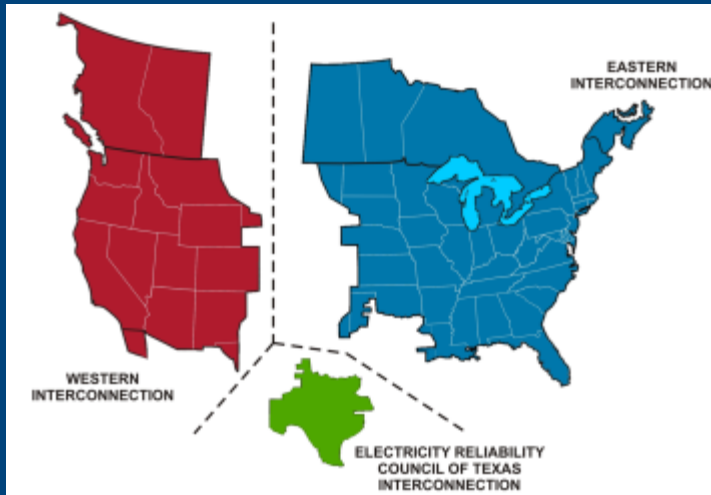 EASTERN
INTERCONNECTION
WESTERN
INTERCONNECTION
ELECTRICITY RELIABILITY
COUNCIL OF TEXAS
INTERCONNECTION